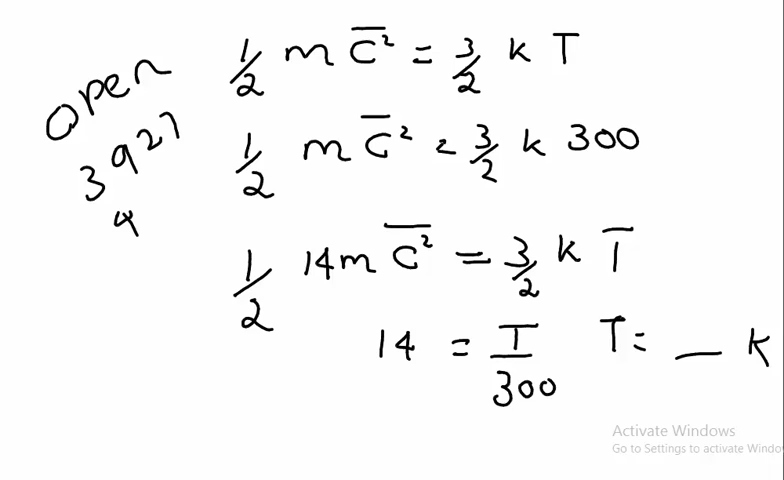 open
3927
4
1/2 m c̅² = 3/2 k T
1/2 m c̅² = 3/2 k 300
1/2 14m c̅² = 3/2 k T
14 = T/300 T = __ K
Activate Windows
Go to Settings to activate Windo